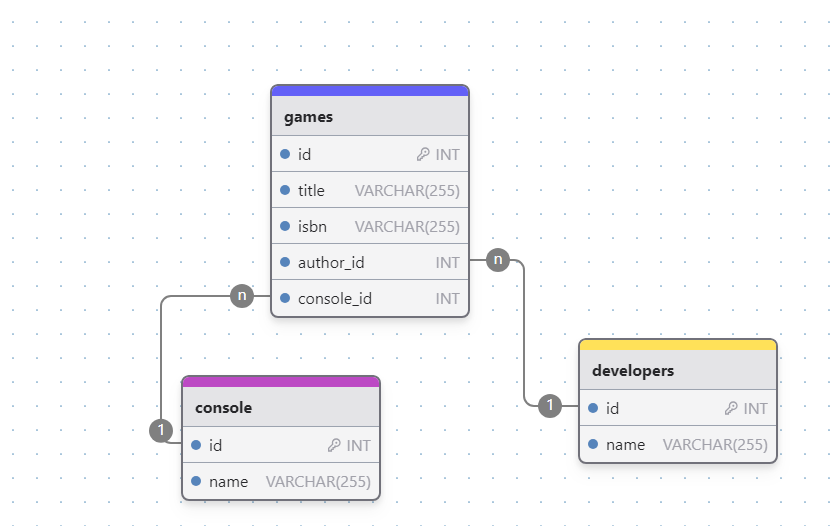 games
id INT
title VARCHAR(255)
isbn VARCHAR(255)
author_id INT
n
console_id INT
n
developers
1
id INT
name VARCHAR(255)
console
1
id INT
name VARCHAR(255)